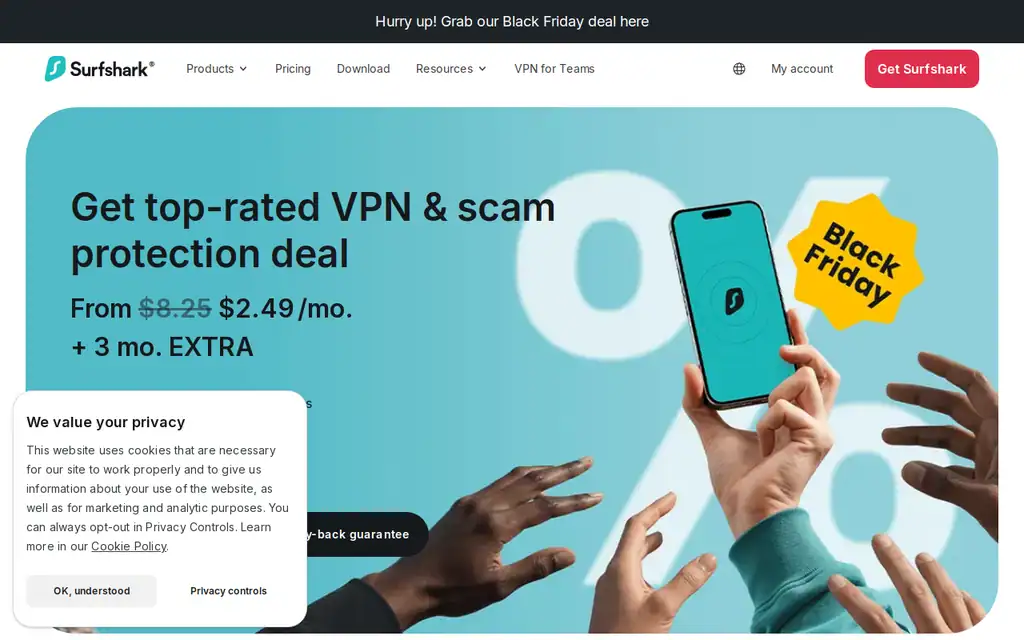 Hurry up! Grab our Black Friday deal here
Surfshark®
Products
Pricing
Download
Resources
VPN for Teams
My account
Get Surfshark
Get top-rated VPN & scam
protection deal
From $8.25 $2.49/mo.
+ 3 mo. EXTRA
%
Black
Friday
%
We value your privacy
This website uses cookies that are necessary
for our site to work properly and to give us
information about your use of the website, as
well as for marketing and analytic purposes. You
can always opt-out in Privacy Controls. Learn
more in our Cookie Policy.
OK, understood
Privacy controls
-back guarantee